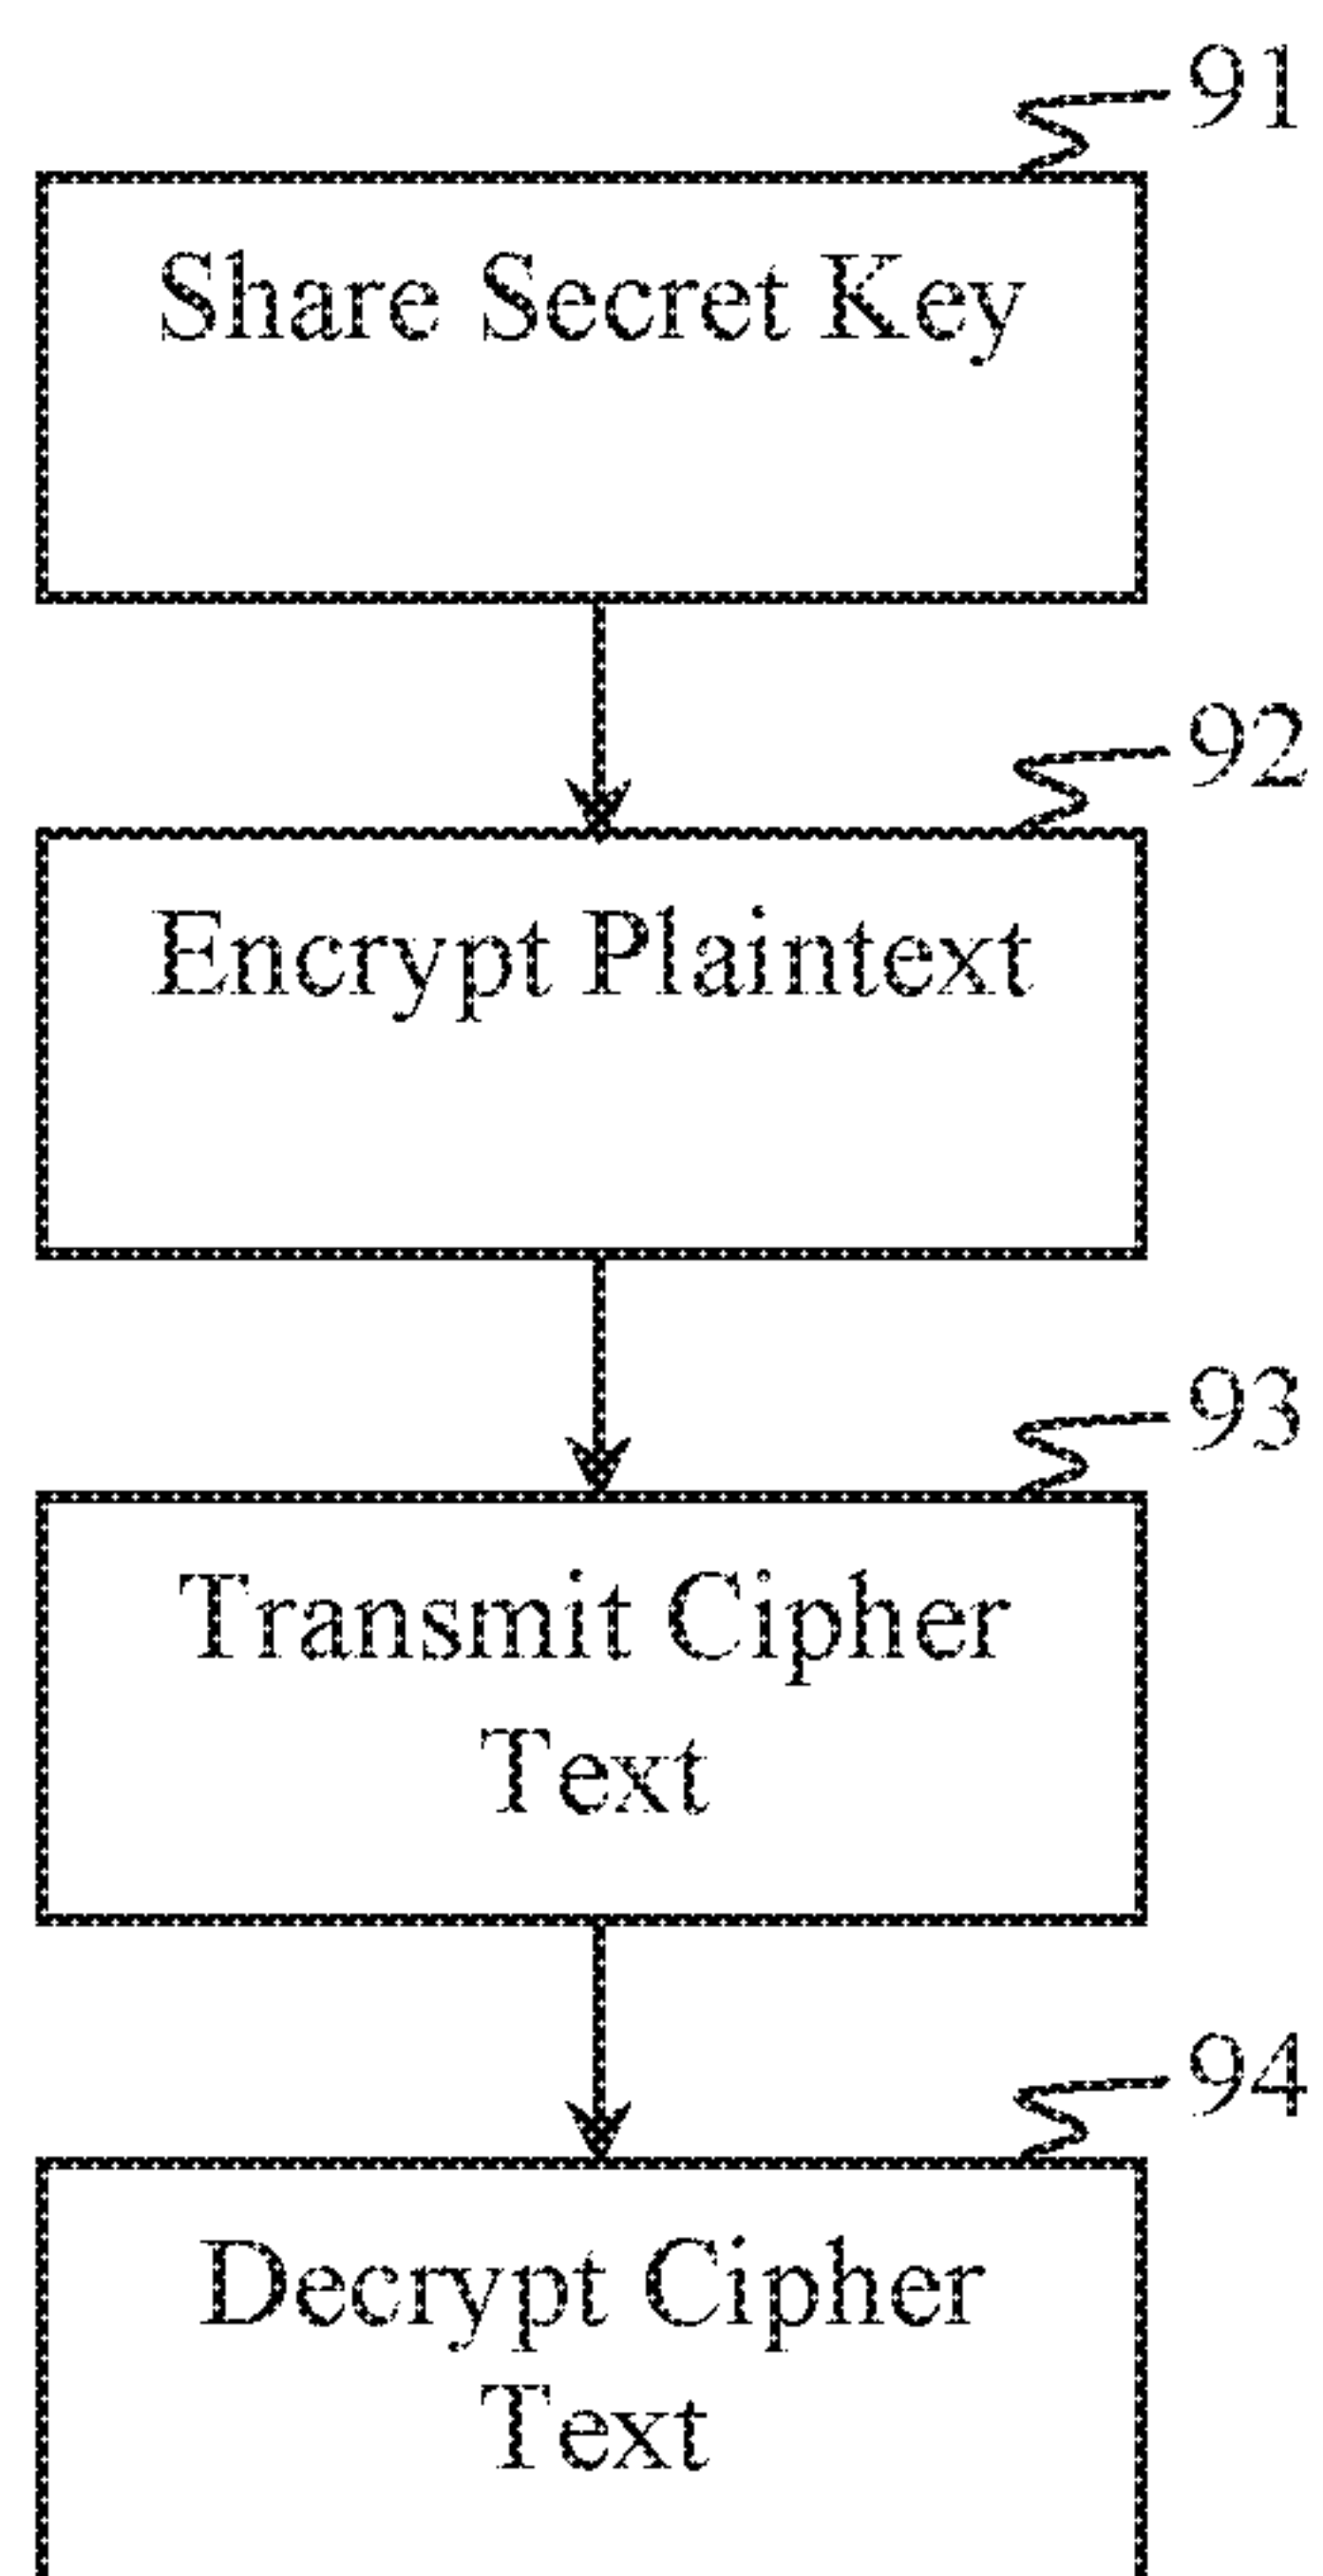 91
Share Secret Key
92
Encrypt Plaintext
93
Transmit Cipher
Text
94
Decrypt Cipher
Text